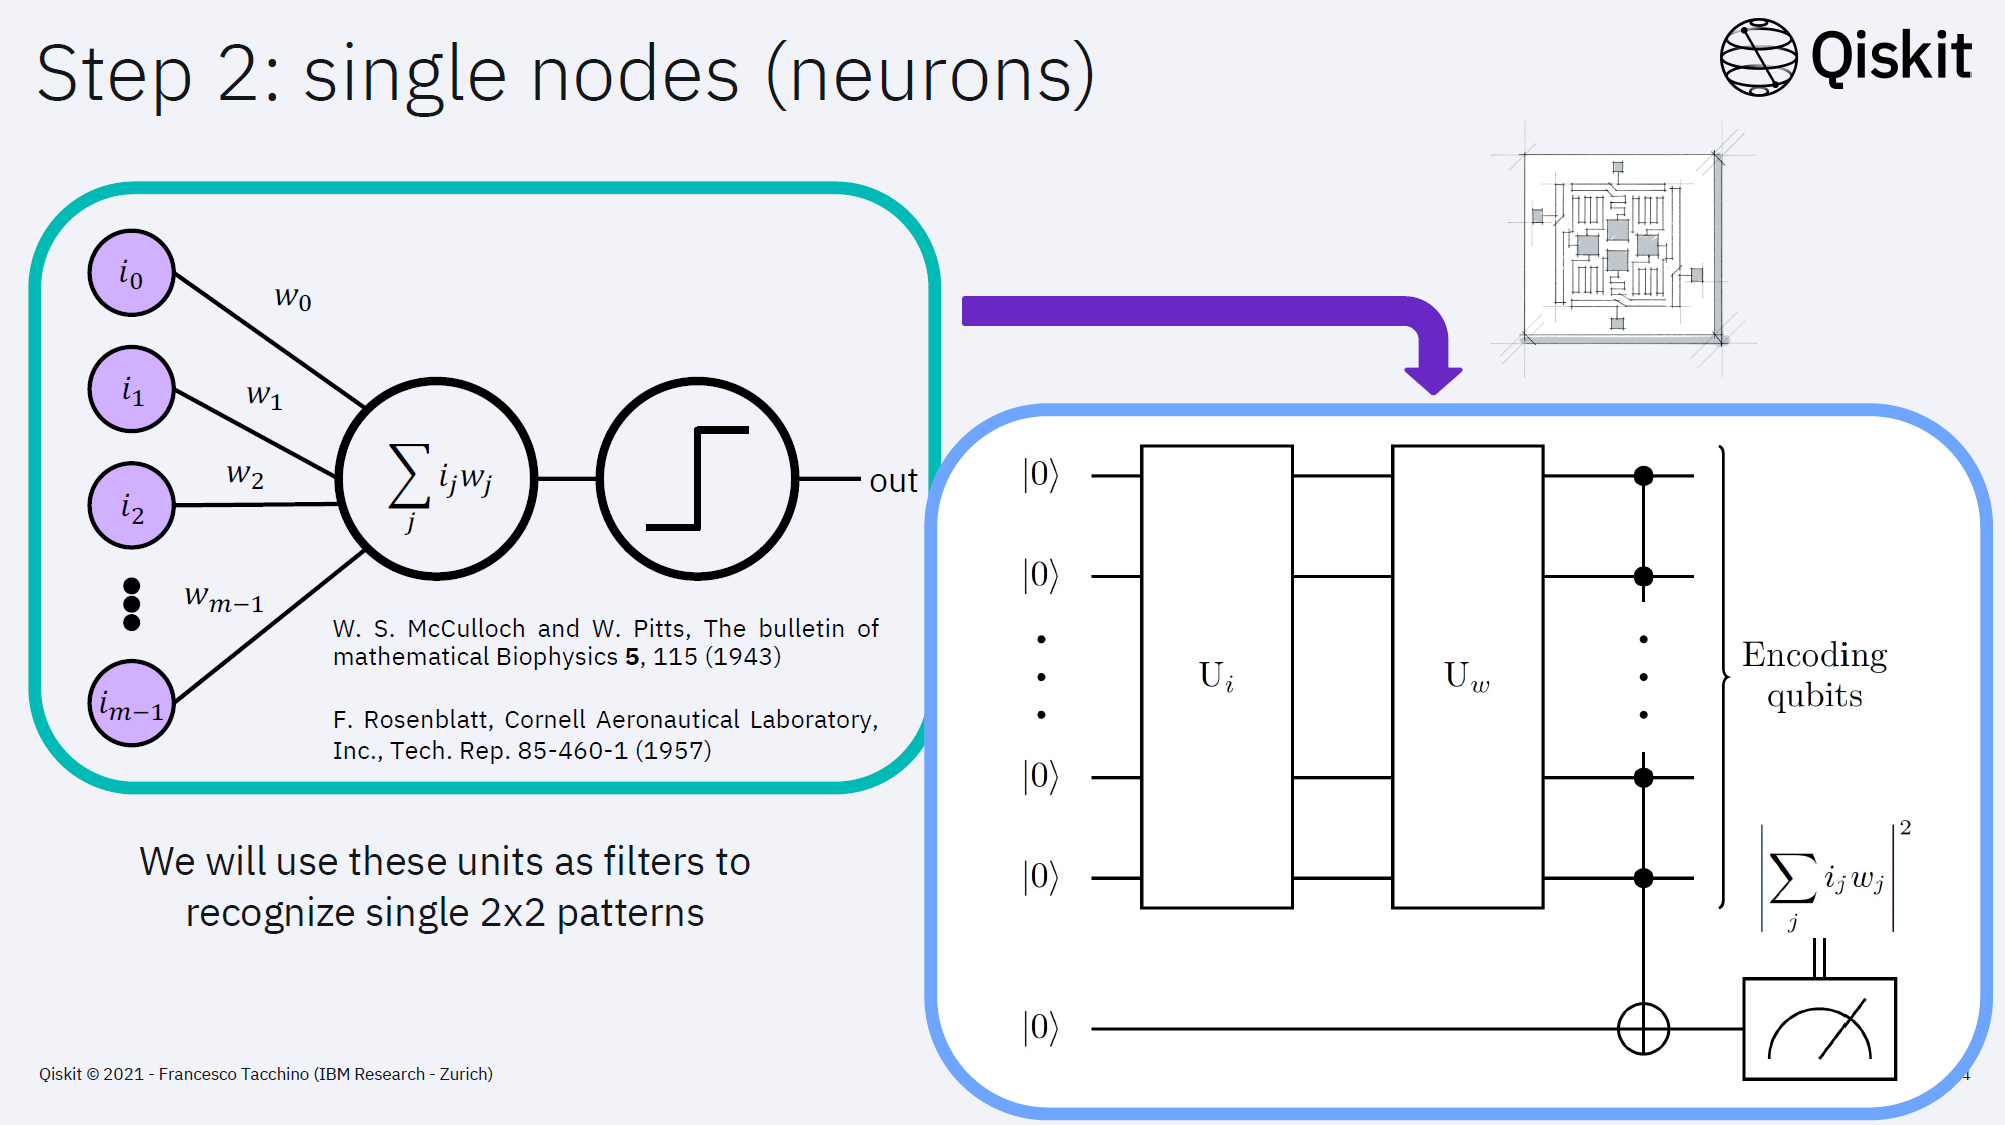 Step 2: single nodes (neurons)
Qiskit
i₀
w₀
i₁
w₁
i₂
w₂
iₘ₋₁
wₘ₋₁
∑ⱼ iⱼwⱼ
out
W. S. McCulloch and W. Pitts, The bulletin of
mathematical Biophysics 5, 115 (1943)
F. Rosenblatt, Cornell Aeronautical Laboratory,
Inc., Tech. Rep. 85-460-1 (1957)
We will use these units as filters to
recognize single 2x2 patterns
|0⟩
|0⟩
|0⟩
|0⟩
|0⟩
Uᵢ
U_w
Encoding
qubits
|∑ⱼ iⱼwⱼ|²
Qiskit © 2021 - Francesco Tacchino (IBM Research - Zurich)